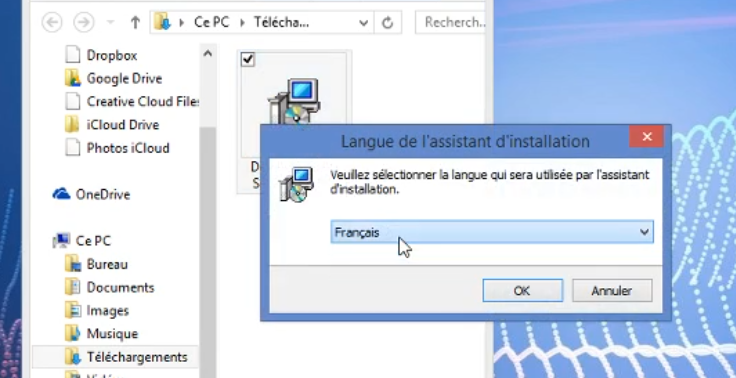 Ce PC
Télécha...
Recherch...
Dropbox
Google Drive
Creative Cloud Files
iCloud Drive
Photos iCloud
OneDrive
Ce PC
Bureau
Documents
Images
Musique
Téléchargements
Langue de l'assistant d'installation
Veuillez sélectionner la langue qui sera utilisée par l'assistant
d'installation.
Français
OK
Annuler